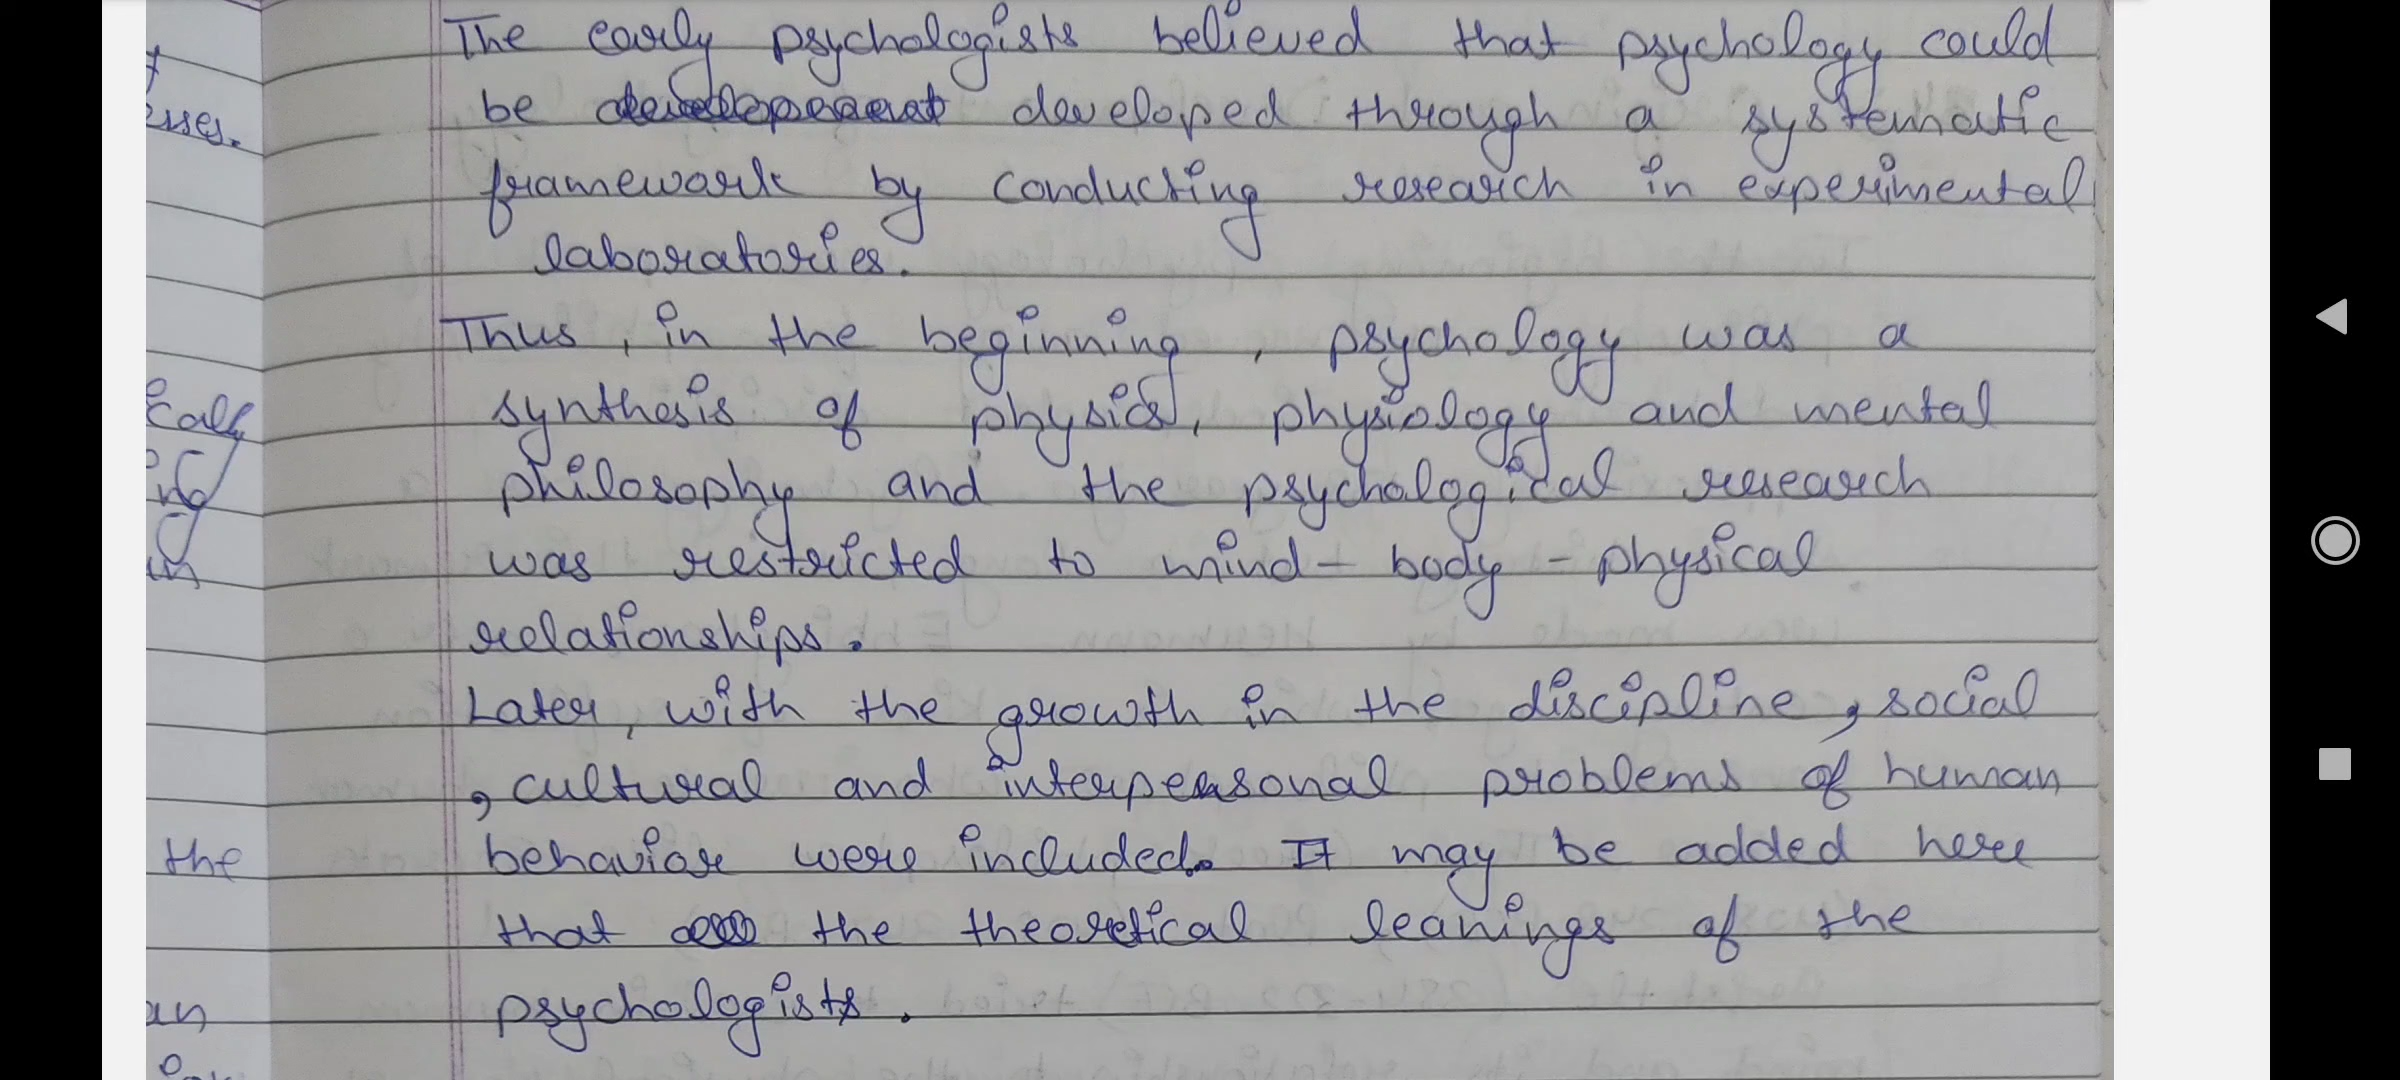 The early psychologists believed that psychology could
be developed through a systematic
framework by conducting research in experimental
laboratories.
Thus, in the beginning, psychology was a
synthesis of physics, physiology and mental
philosophy and the psychological research
was restricted to mind - body - physical
relationships.
Later, with the growth in the discipline, social
, cultural and interpersonal problems of human
behavior were included. It may be added here
the
that the theoretical leanings of the
psychologists.